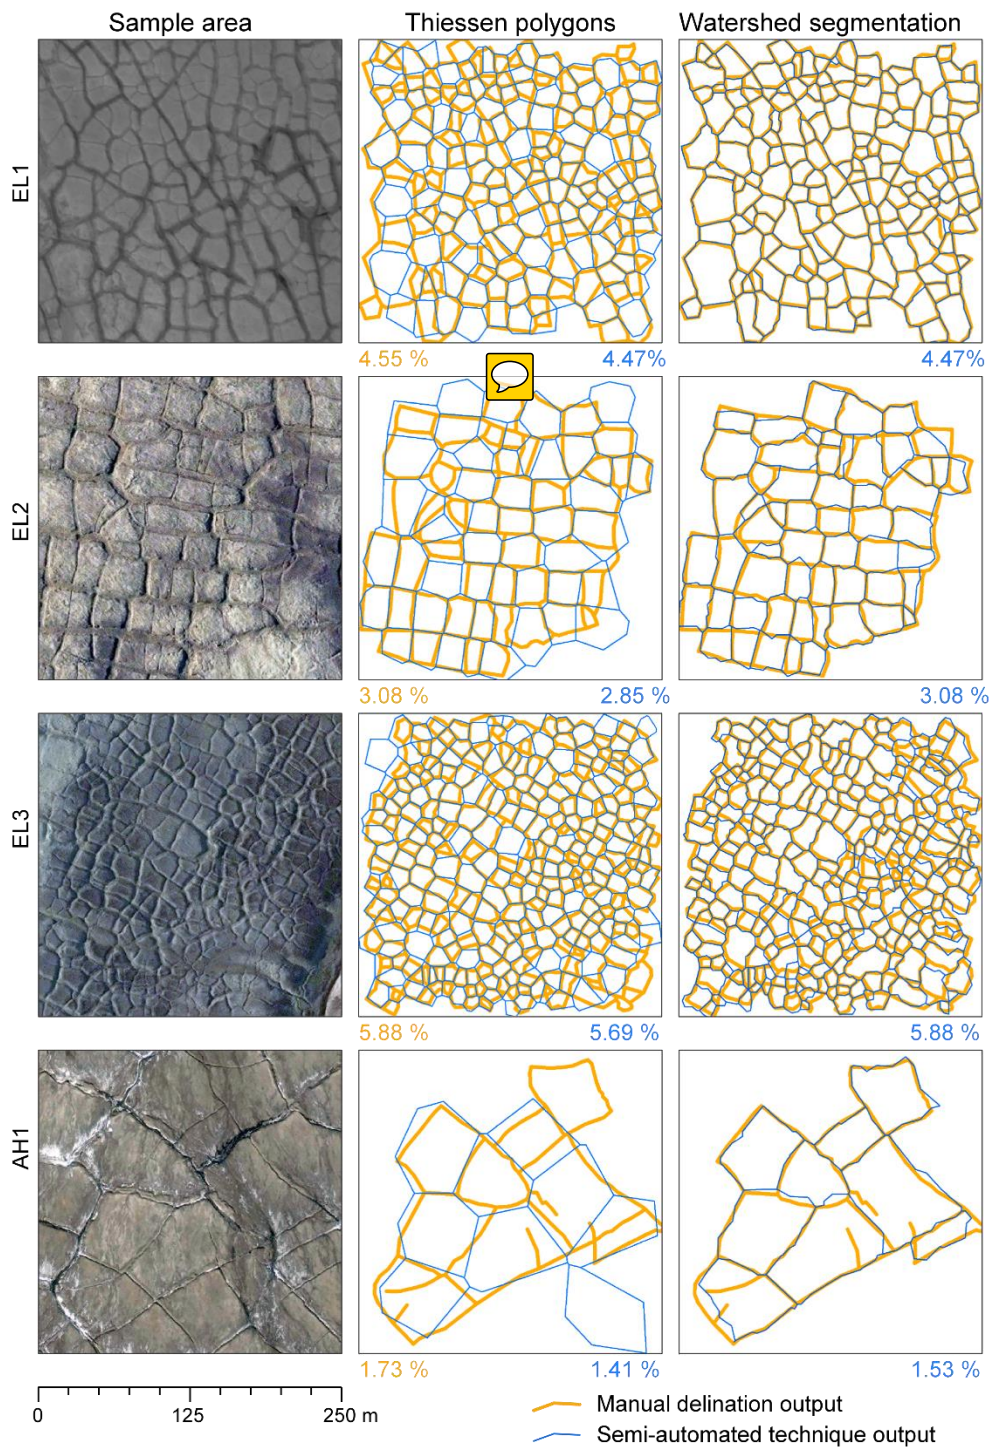 Sample area Thiessen polygons Watershed segmentation
EL1
4.55 % 4.47% 4.47%
EL2
3.08 % 2.85 % 3.08 %
EL3
5.88 % 5.69 % 5.88 %
AH1
1.73 % 1.41 % 1.53 %
0 125 250 m
Manual delination output
Semi-automated technique output